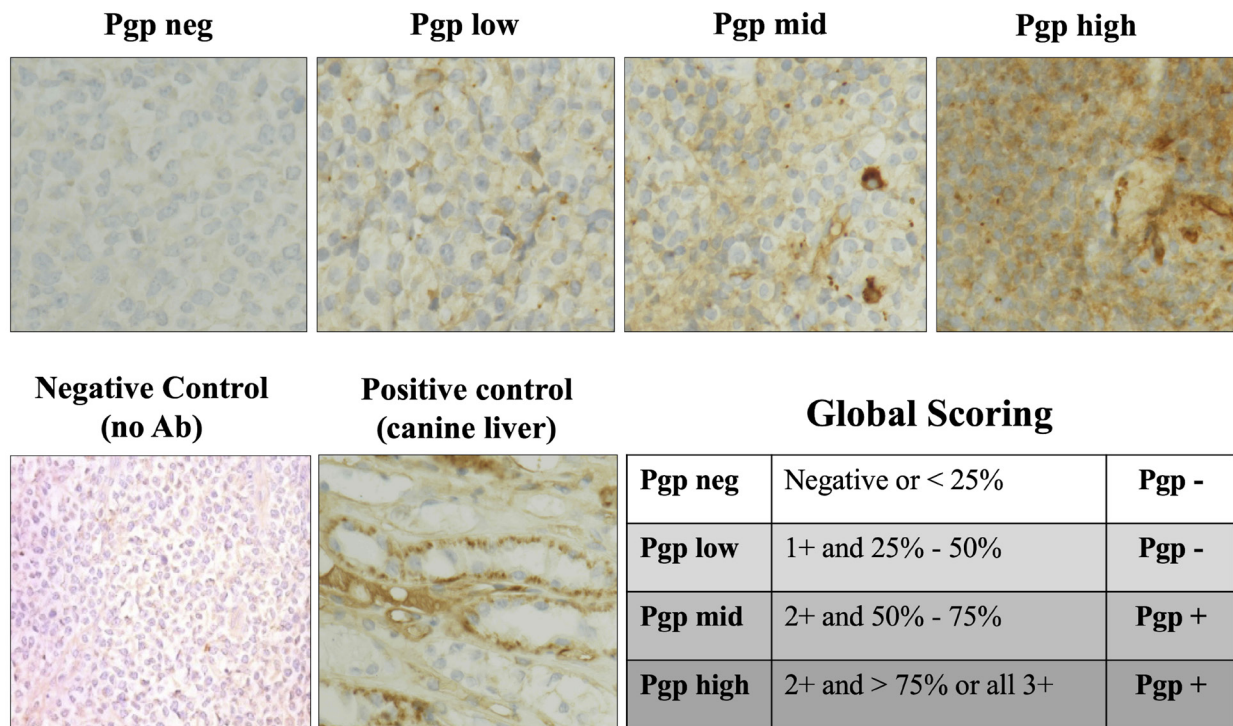 Pgp neg
Pgp low
Pgp mid
Pgp high
Negative Control
(no Ab)
Positive control
(canine liver)
Global Scoring
Pgp neg Negative or < 25% Pgp -
Pgp low 1+ and 25% - 50% Pgp -
Pgp mid 2+ and 50% - 75% Pgp +
Pgp high 2+ and > 75% or all 3+ Pgp +